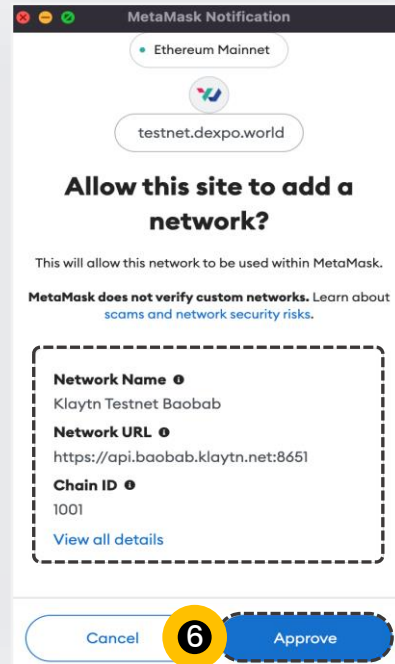 MetaMask Notification
Ethereum Mainnet
testnet.dexpo.world
Allow this site to add a
network?
This will allow this network to be used within MetaMask.
MetaMask does not verify custom networks. Learn about
scams and network security risks.
Network Name
Klaytn Testnet Baobab
Network URL
https://api.baobab.klaytn.net:8651
Chain ID
1001
View all details
Cancel
6
Approve